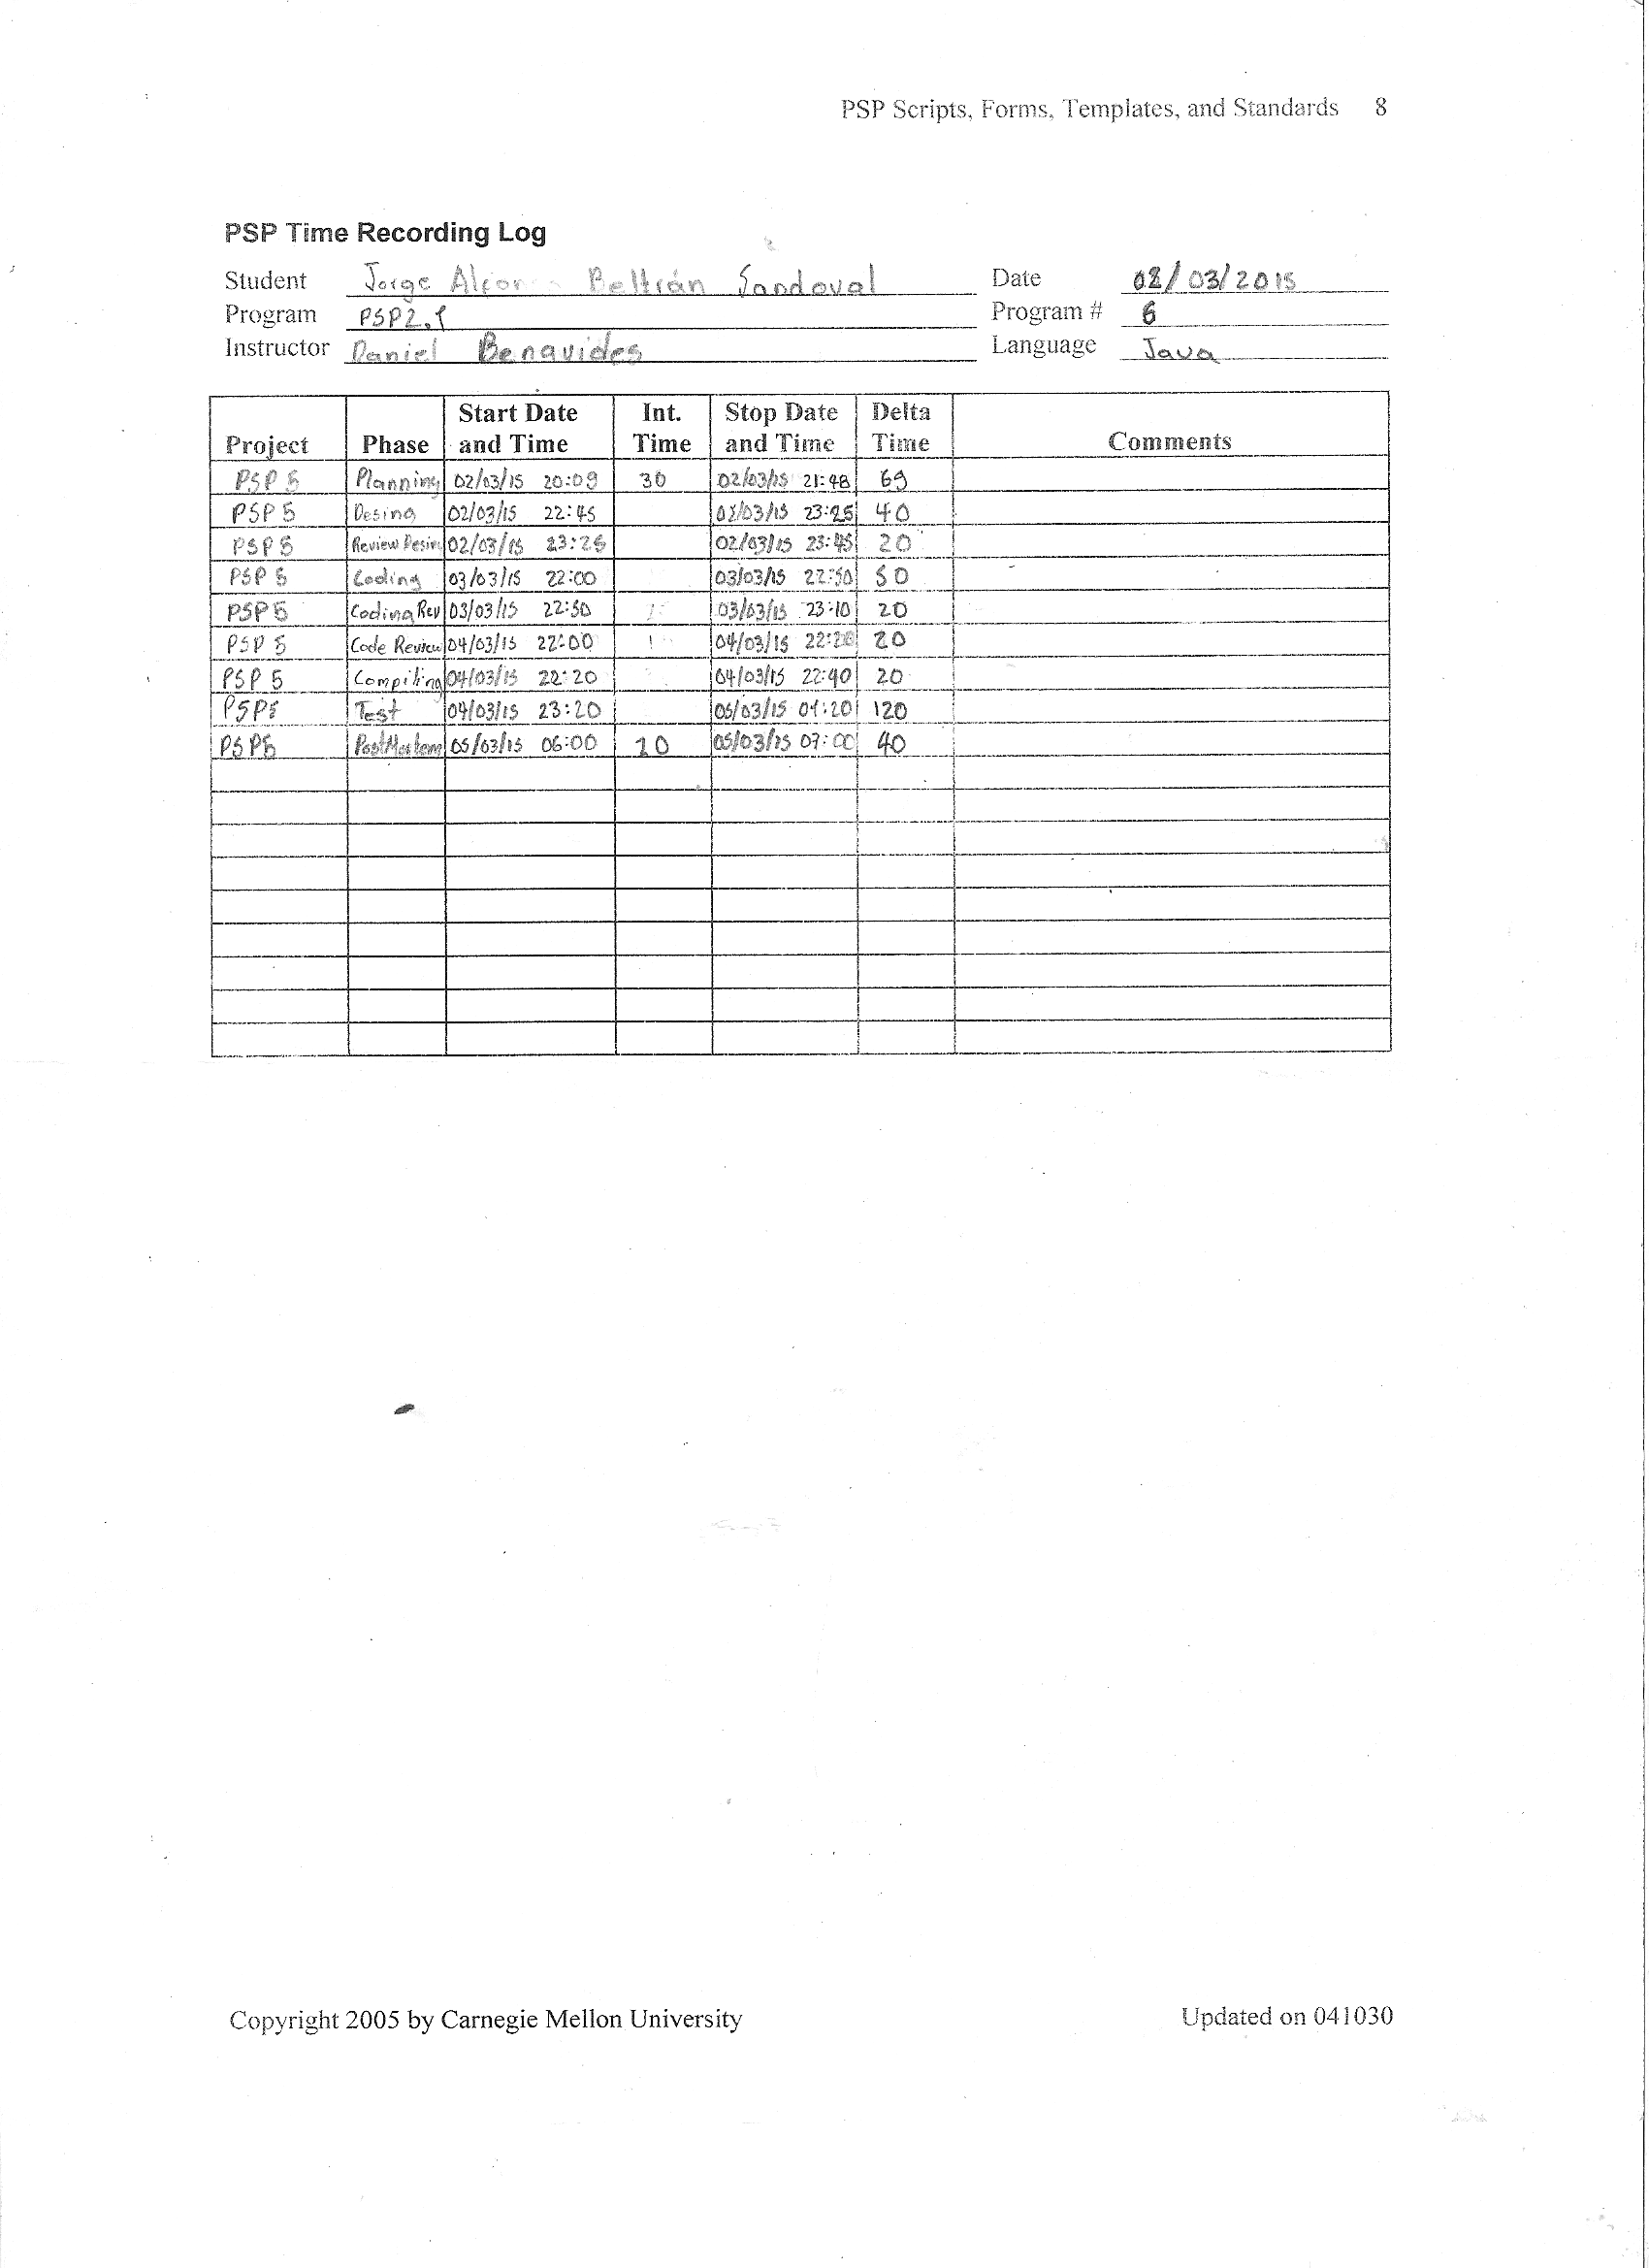 PSP Scripts, Forms, Templates, and Standards 8
PSP Time Recording Log
Student Jorge Beltrán Sandoval Date 02/03/2015
Program PSP2.1 Program # 6
Instructor Daniel Benavides Language Java
Project Phase Start Date and Time Int. Time Stop Date and Time Delta Time Comments
PSP 5 Planning 02/03/15 20:09 30 02/03/15 21:48 69
PSP 5 Desing 02/03/15 22:45 02/03/15 23:25 40
PSP 5 Review Desin 02/03/15 23:25 02/03/15 23:45 20
PSP 5 Coding 03/03/15 22:00 03/03/15 22:50 50
PSP 5 Coding Rev 03/03/15 22:50 03/03/15 23:10 20
PSP 5 Code Review 04/03/15 22:00 04/03/15 22:20 20
PSP 5 Compiling 04/03/15 22:20 04/03/15 22:40 20
PSP5 Test 04/03/15 23:20 05/03/15 01:20 120
PSP5 PostMortem 05/03/15 06:00 10 05/03/15 07:00 40
Copyright 2005 by Carnegie Mellon University Updated on 041030